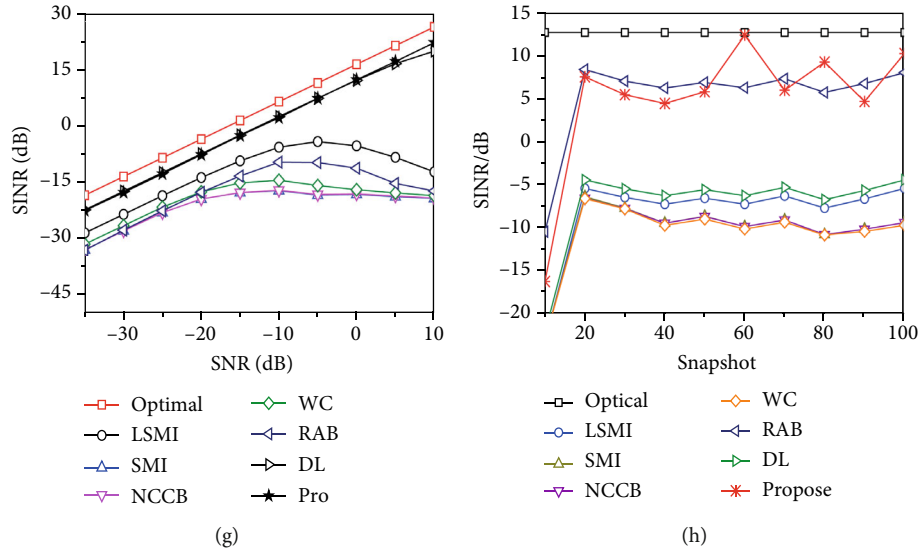 30
15
0
−15
−30
−45
SINR (dB)
−30
−20
−10
0
10
SNR (dB)
Optimal
WC
LSMI
RAB
SMI
DL
NCCB
Pro
(g)
15
10
5
0
−5
−10
−15
−20
SINR/dB
20
40
60
80
100
Snapshot
Optical
WC
LSMI
RAB
SMI
DL
NCCB
Propose
(h)